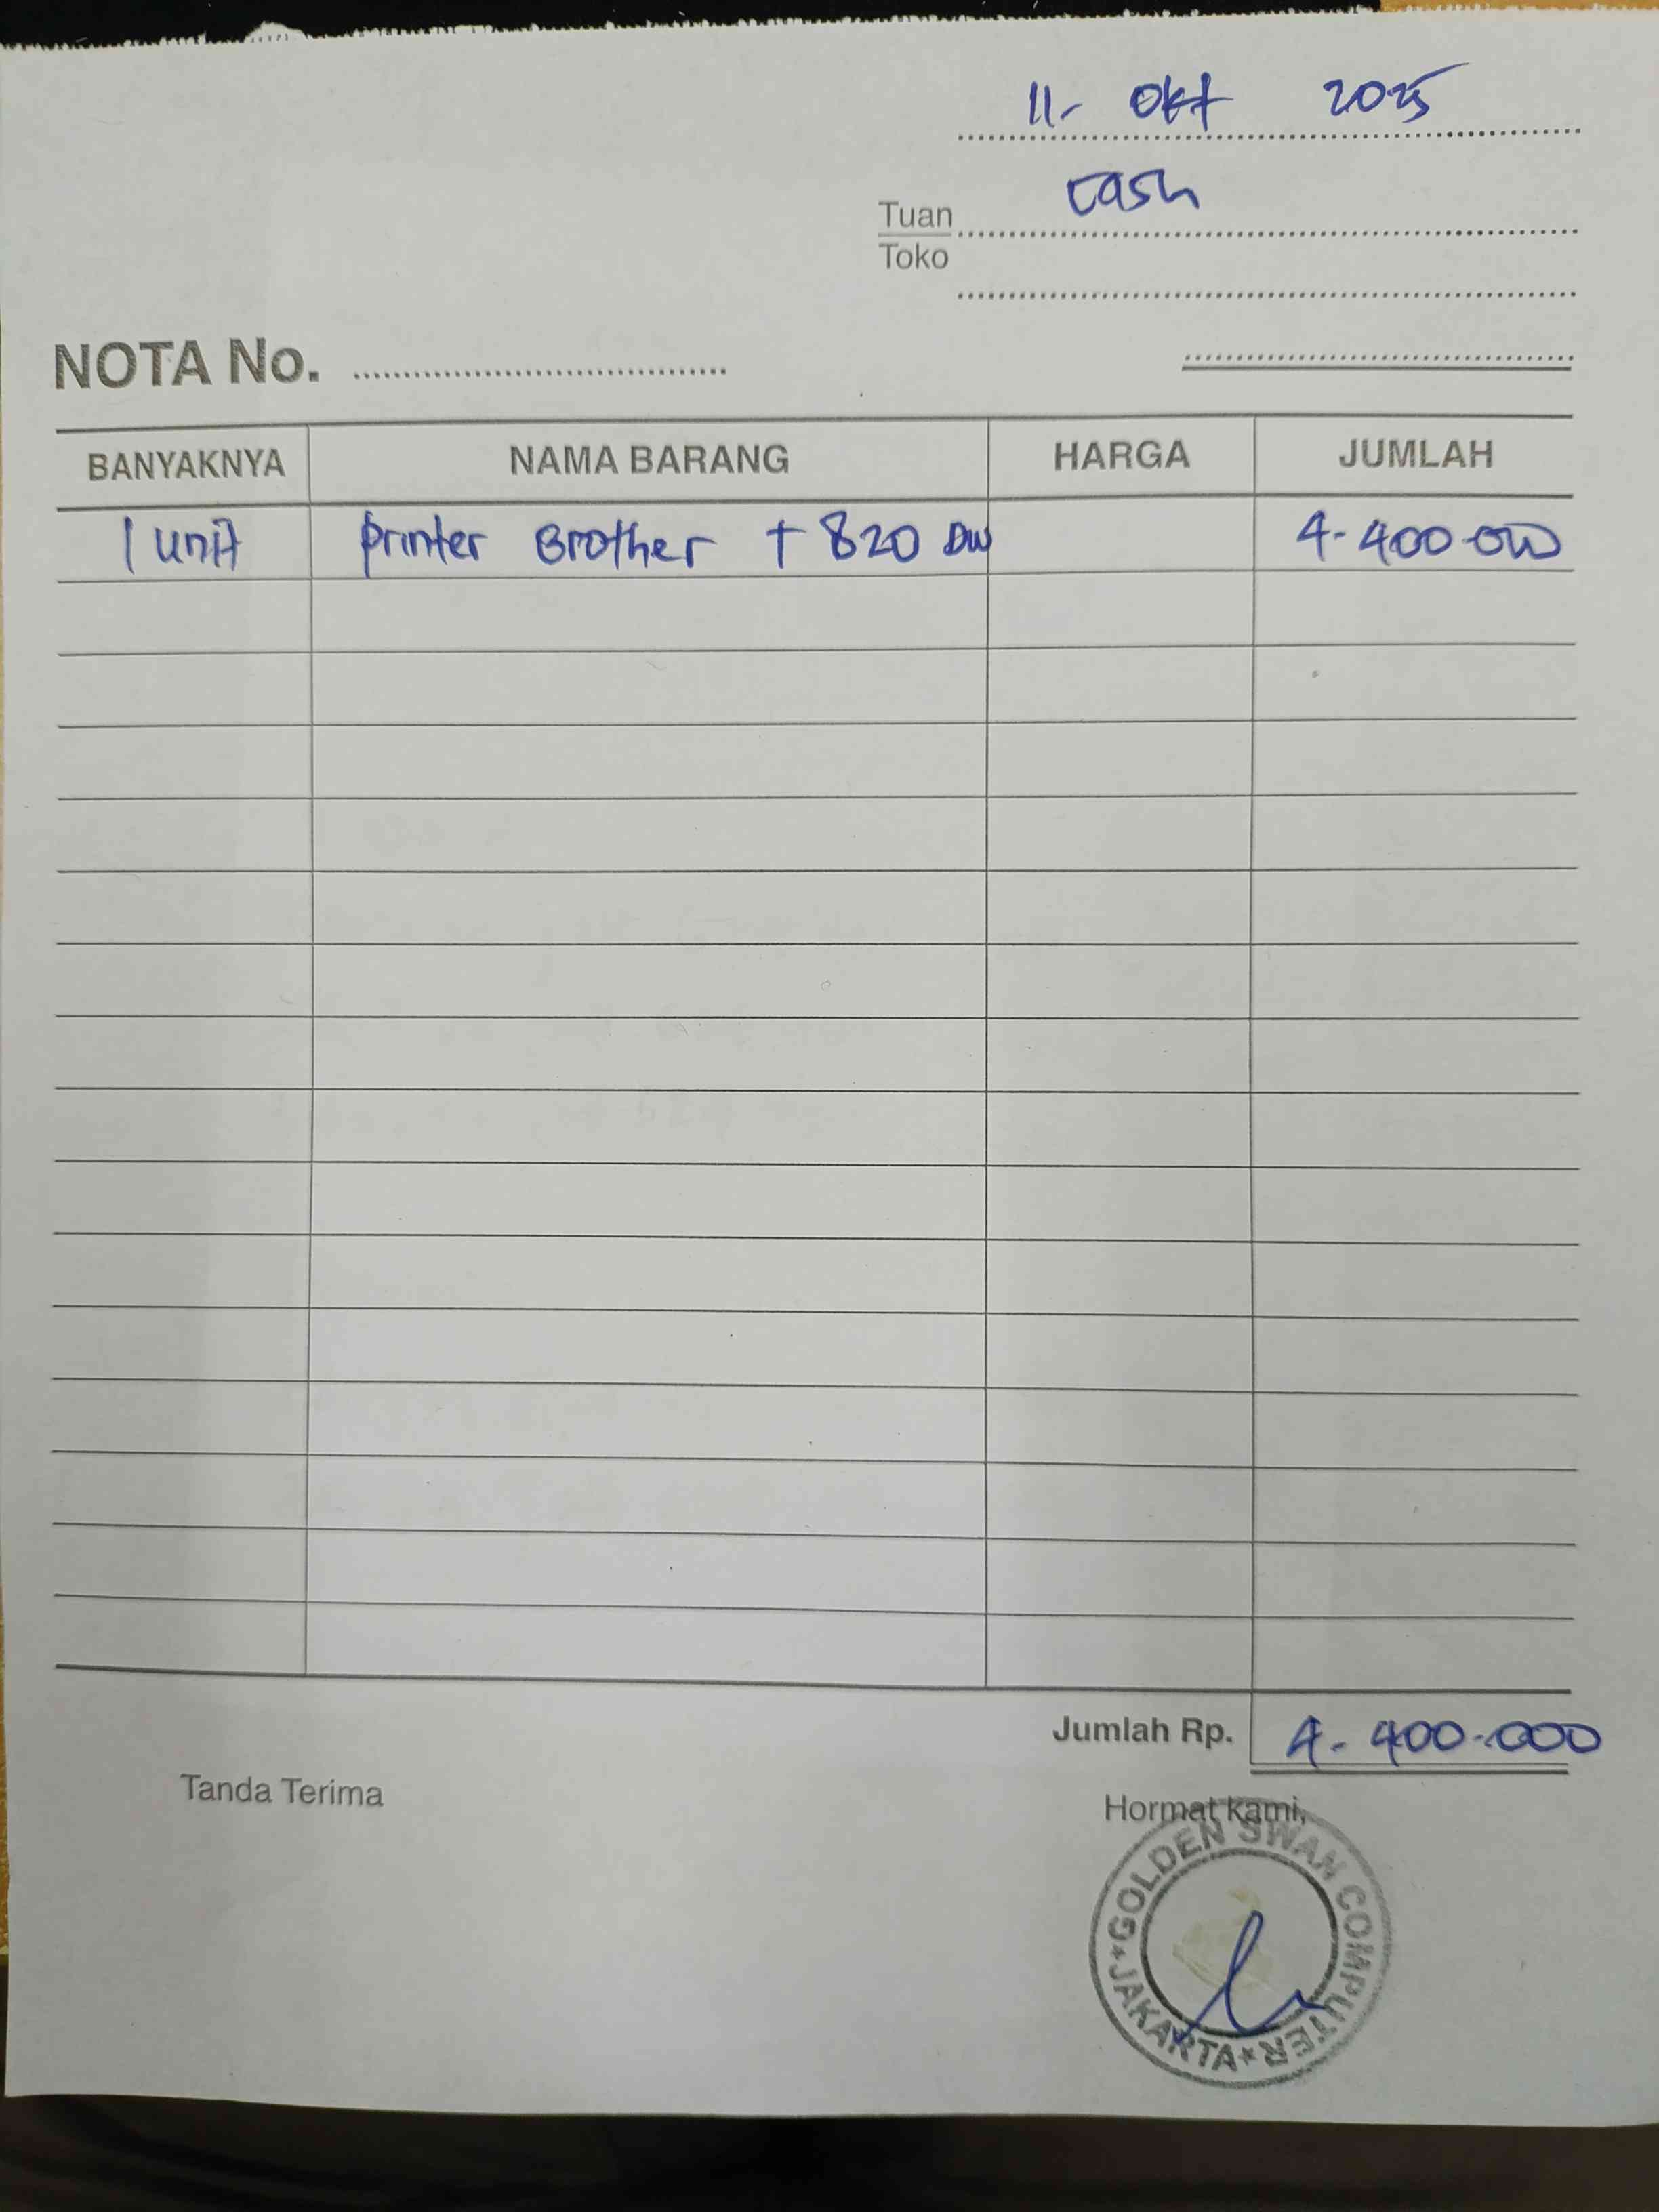 11- Okt 2025
Tuan cash
Toko
NOTA No.
BANYAKNYA NAMA BARANG HARGA JUMLAH
1 unit printer Brother T 820 DW 4-400-000
Jumlah Rp. 4-400-000
Tanda Terima
Hormat kami,
GOLDEN SWAN COMPUTER
★JAKARTA★